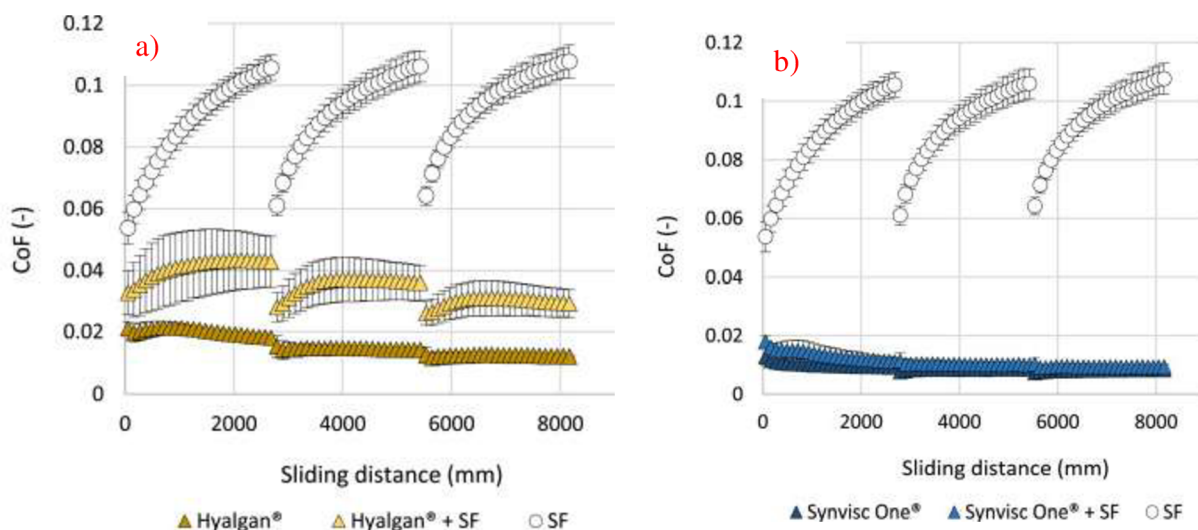 a)
0.12
0.1
0.08
0.06
0.04
0.02
0
CoF (-)
0 2000 4000 6000 8000
Sliding distance (mm)
Hyalgan® Hyalgan® + SF SF
b)
0.12
0.1
0.08
0.06
0.04
0.02
0
CoF (-)
0 2000 4000 6000 8000
Sliding distance (mm)
Synvisc One® Synvisc One® + SF SF